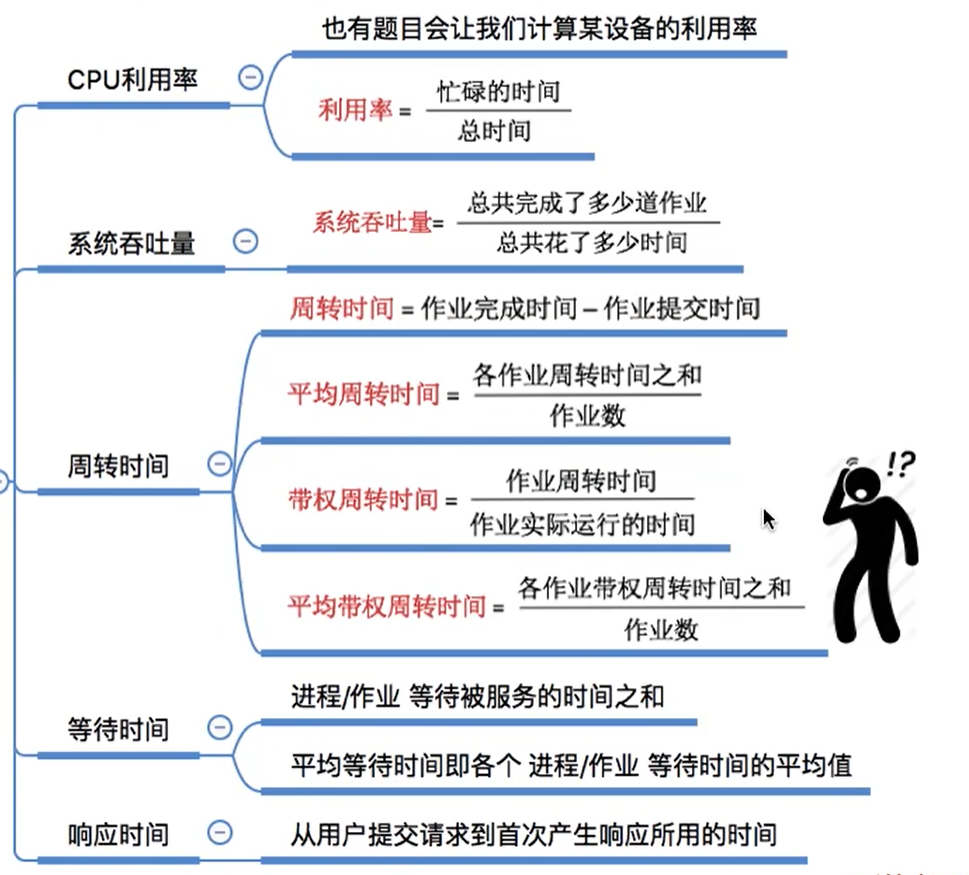 也有题目会让我们计算某设备的利用率
CPU利用率
利用率 = 忙碌的时间 / 总时间
系统吞吐量
系统吞吐量= 总共完成了多少道作业 / 总共花了多少时间
周转时间 = 作业完成时间 – 作业提交时间
平均周转时间 = 各作业周转时间之和 / 作业数
周转时间
带权周转时间 = 作业周转时间 / 作业实际运行的时间
平均带权周转时间 = 各作业带权周转时间之和 / 作业数
进程/作业 等待被服务的时间之和
等待时间
平均等待时间即各个 进程/作业 等待时间的平均值
响应时间
从用户提交请求到首次产生响应所用的时间
!?